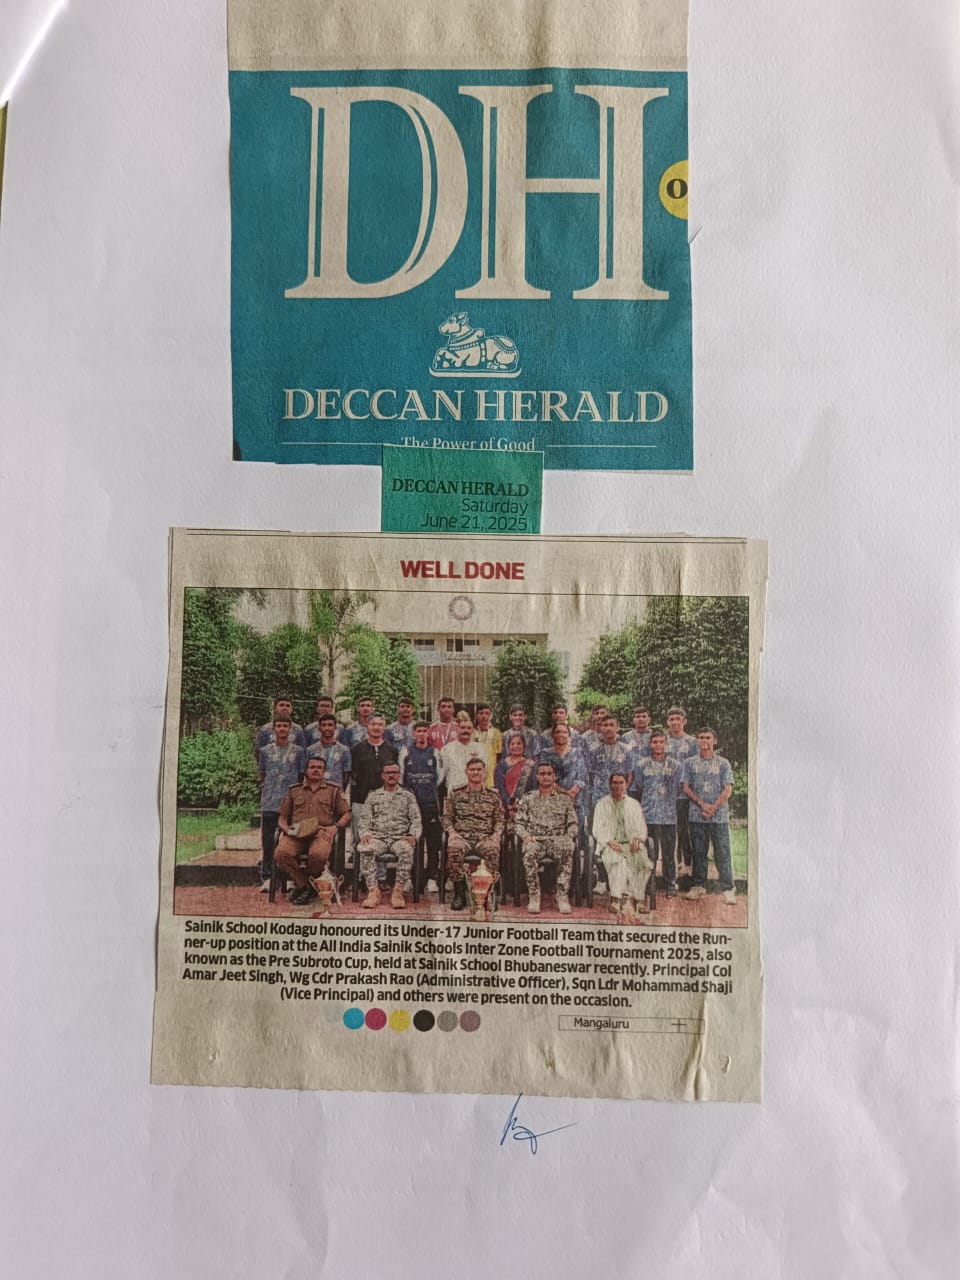 DH
O
DECCAN HERALD
The Power of Good
DECCAN HERALD
Saturday
June 21, 2025
WELL DONE
Sainik School Kodagu honoured its Under-17 Junior Football Team that secured the Run-
ner-up position at the All India Sainik Schools Inter Zone Football Tournament 2025, also
known as the Pre Subroto Cup, held at Sainik School Bhubaneswar recently. Principal Col
Amar Jeet Singh, Wg Cdr Prakash Rao (Administrative Officer), Sqn Ldr Mohammad Shaji
(Vice Principal) and others were present on the occasion.
Mangaluru